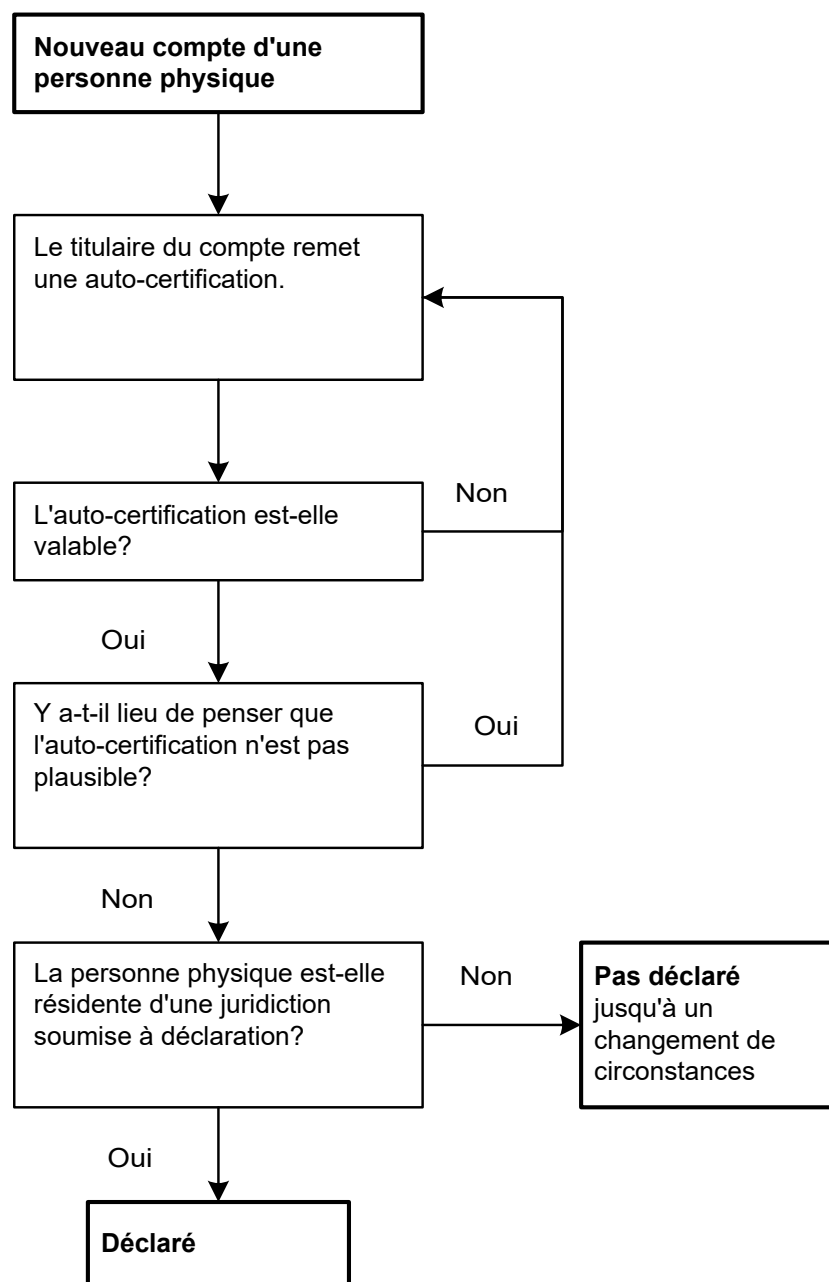 Nouveau compte d'une
personne physique
Le titulaire du compte remet
une auto-certification.
Non
L'auto-certification est-elle
valable?
Oui
Y a-t-il lieu de penser que
l'auto-certification n'est pas
plausible?
Oui
Non
La personne physique est-elle
résidente d'une juridiction
soumise à déclaration?
Non
Pas déclaré
jusqu'à un
changement de
circonstances
Oui
Déclaré